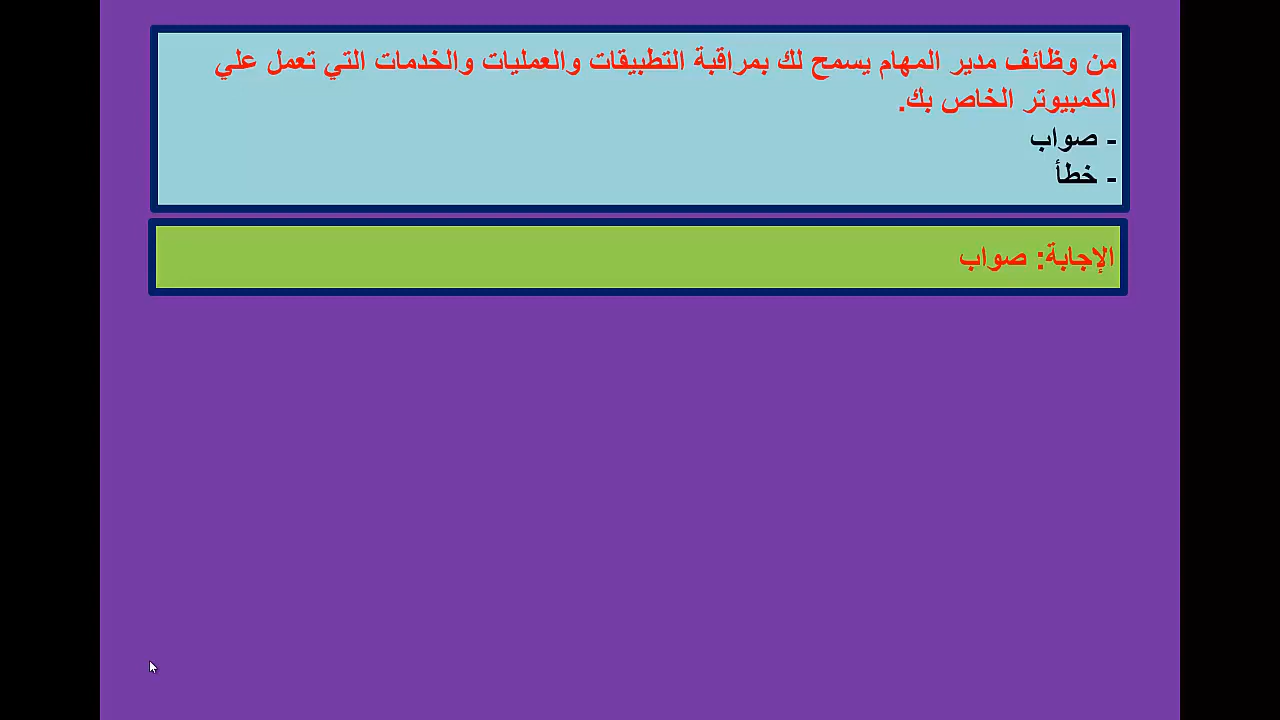 من وظائف مدير المهام يسمح لك بمراقبة التطبيقات والعمليات والخدمات التي تعمل علي
الكمبيوتر الخاص بك.
- صواب
- خطأ
الإجابة: صواب